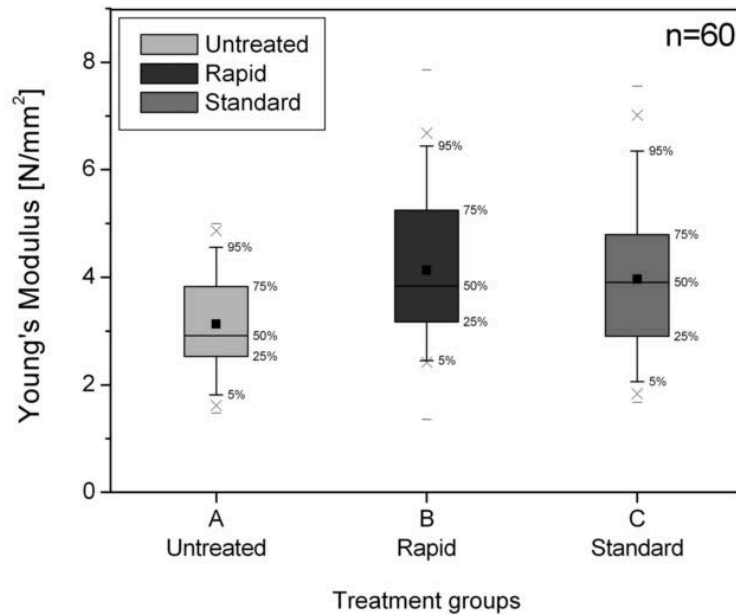 Untreated
Rapid
Standard
n=60
Young's Modulus [N/mm²]
8
6
4
2
0
95%
75%
50%
25%
5%
95%
75%
50%
25%
5%
95%
75%
50%
25%
5%
A
Untreated
B
Rapid
C
Standard
Treatment groups